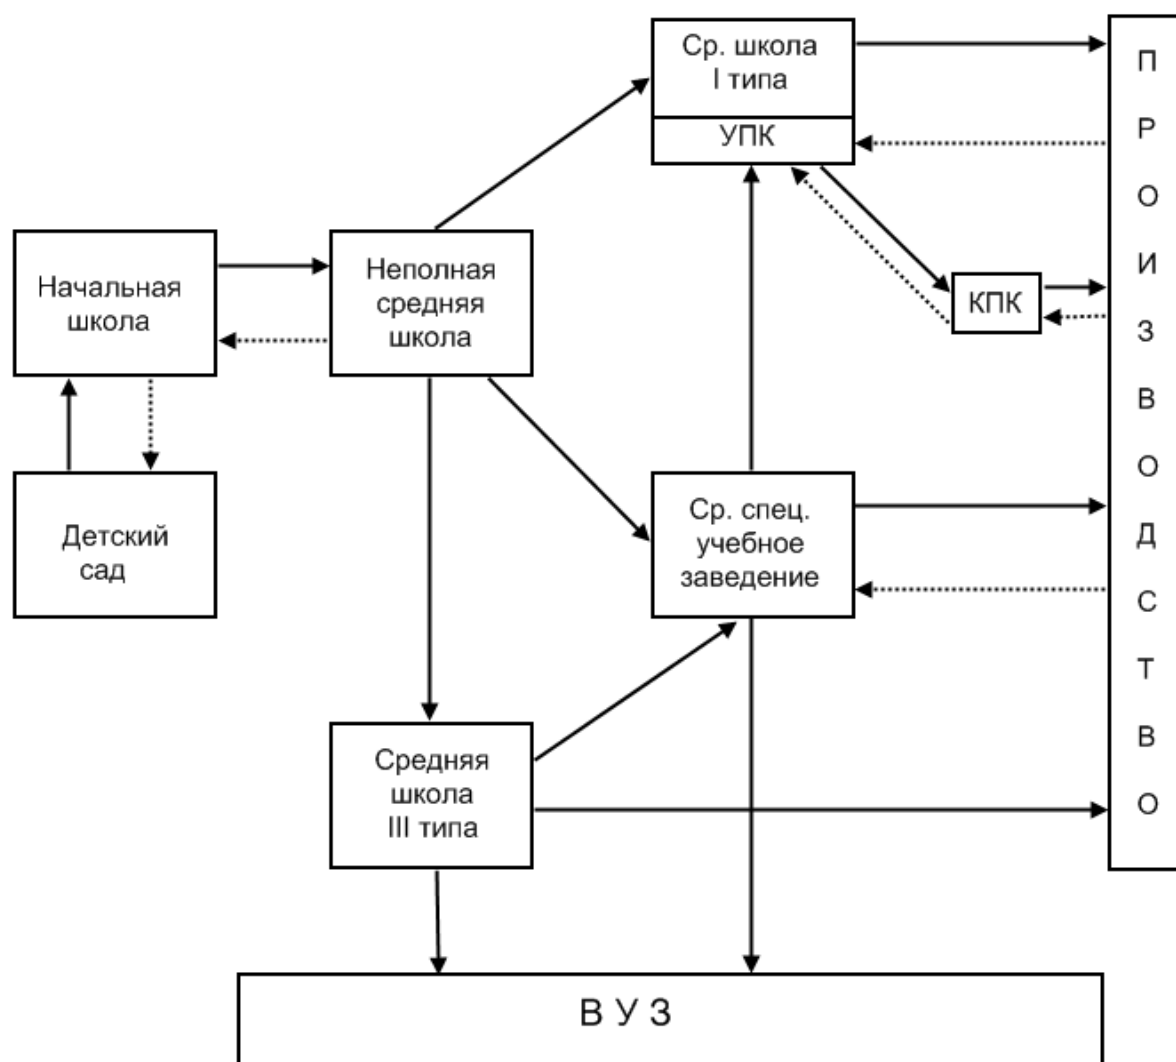 Ср. школа
I типа
УПК
Начальная
школа
Неполная
средняя
школа
КПК
Детский
сад
Ср. спец.
учебное
заведение
Средняя
школа
III типа
П
Р
О
И
З
В
О
Д
С
Т
В
О
В У З